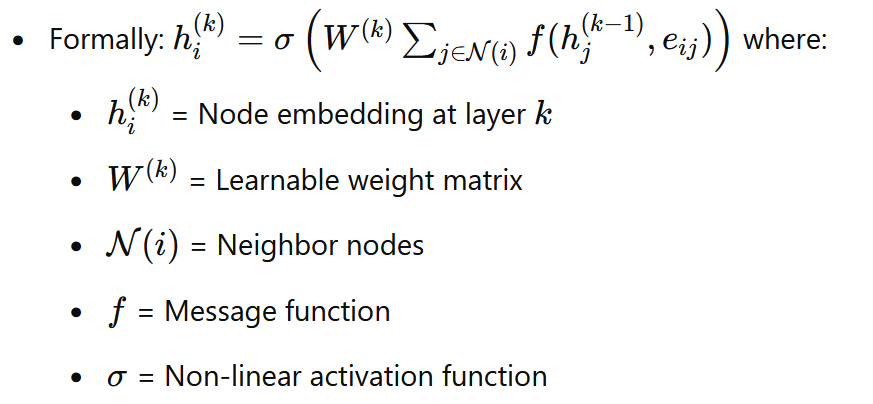 • Formally: $h_i^{(k)} = \sigma \left( W^{(k)} \sum_{j \in \mathcal{N}(i)} f(h_j^{(k-1)}, e_{ij}) \right)$ where:
• $h_i^{(k)}$ = Node embedding at layer $k$
• $W^{(k)}$ = Learnable weight matrix
• $\mathcal{N}(i)$ = Neighbor nodes
• $f$ = Message function
• $\sigma$ = Non-linear activation function